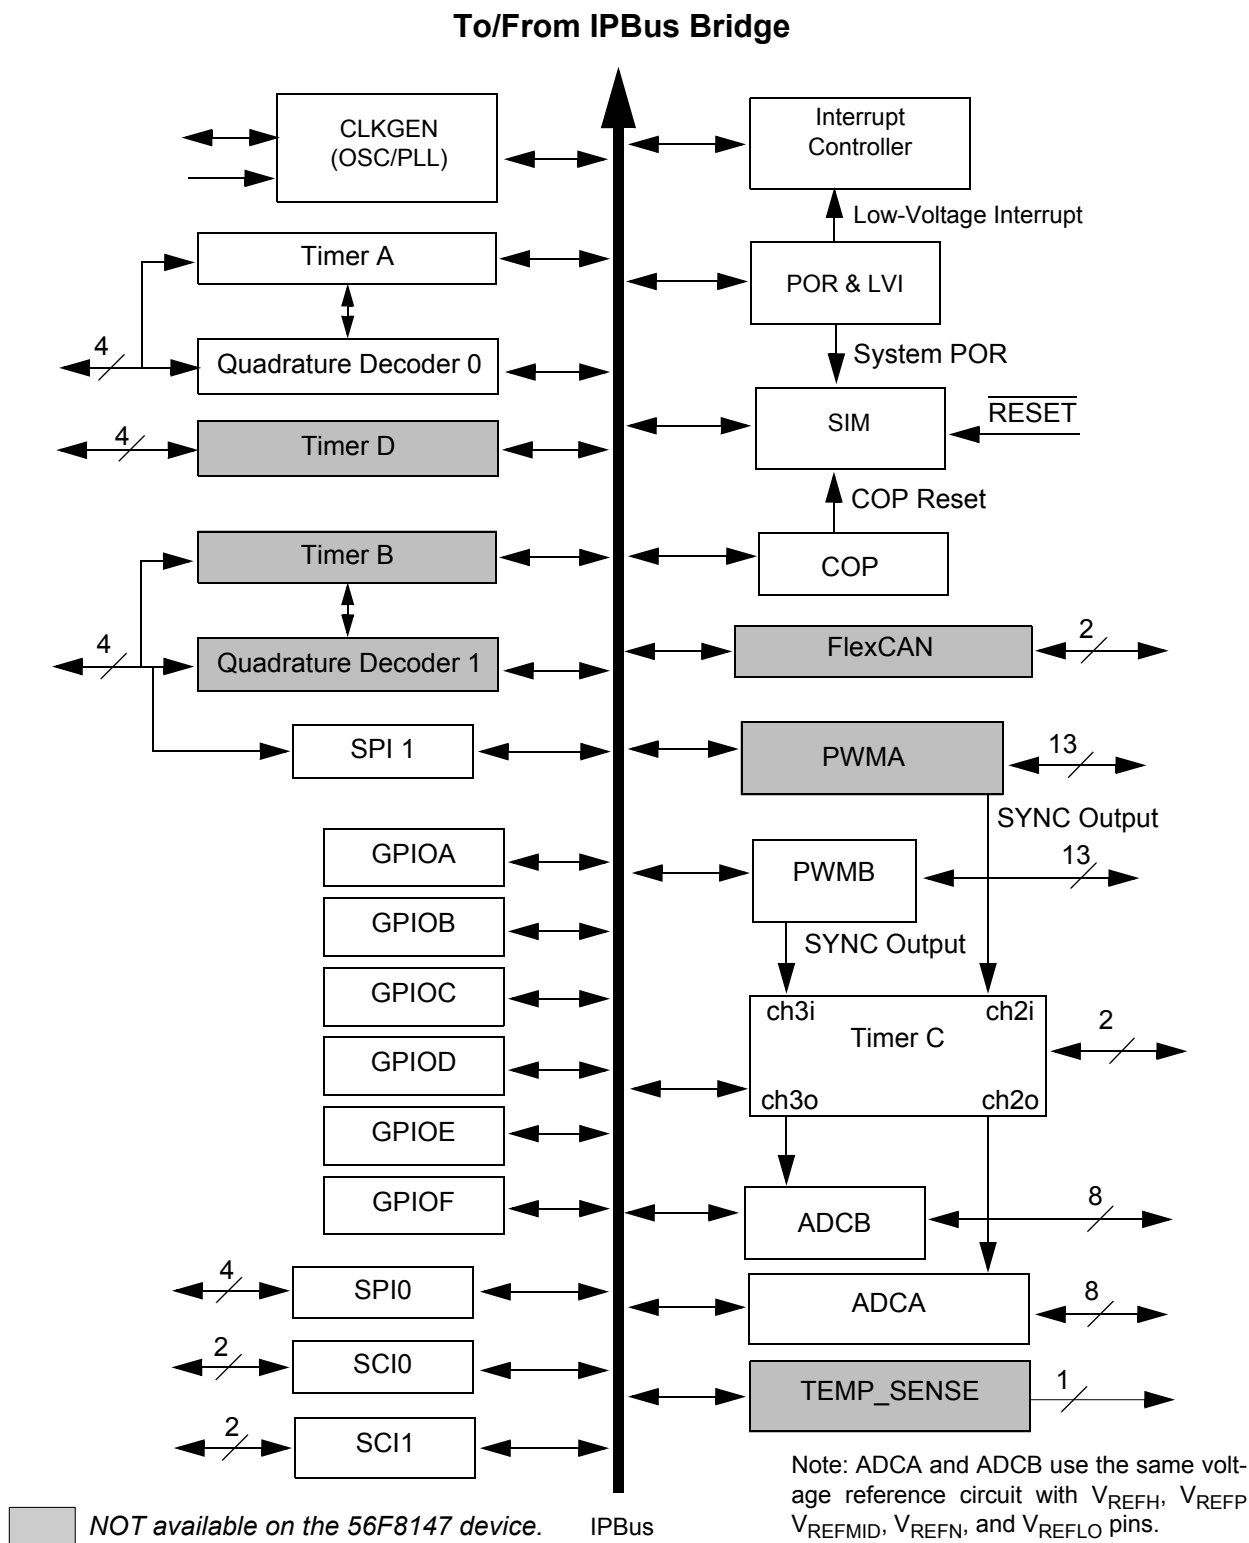 To/From IPBus Bridge
CLKGEN
(OSC/PLL)
Interrupt
Controller
Low-Voltage Interrupt
Timer A
POR & LVI
4
Quadrature Decoder 0
System POR
SIM
RESET
4
Timer D
COP Reset
Timer B
COP
4
Quadrature Decoder 1
FlexCAN
2
SPI 1
PWMA
13
SYNC Output
GPIOA
PWMB
13
GPIOB
SYNC Output
GPIOC
ch3i
ch2i
Timer C
2
GPIOD
ch3o
ch2o
GPIOE
GPIOF
ADCB
8
4
SPI0
ADCA
8
2
SCI0
TEMP_SENSE
1
2
SCI1
Note: ADCA and ADCB use the same volt-
age reference circuit with VREFH, VREFP
VREFMID, VREFN, and VREFLO pins.
NOT available on the 56F8147 device.
IPBus